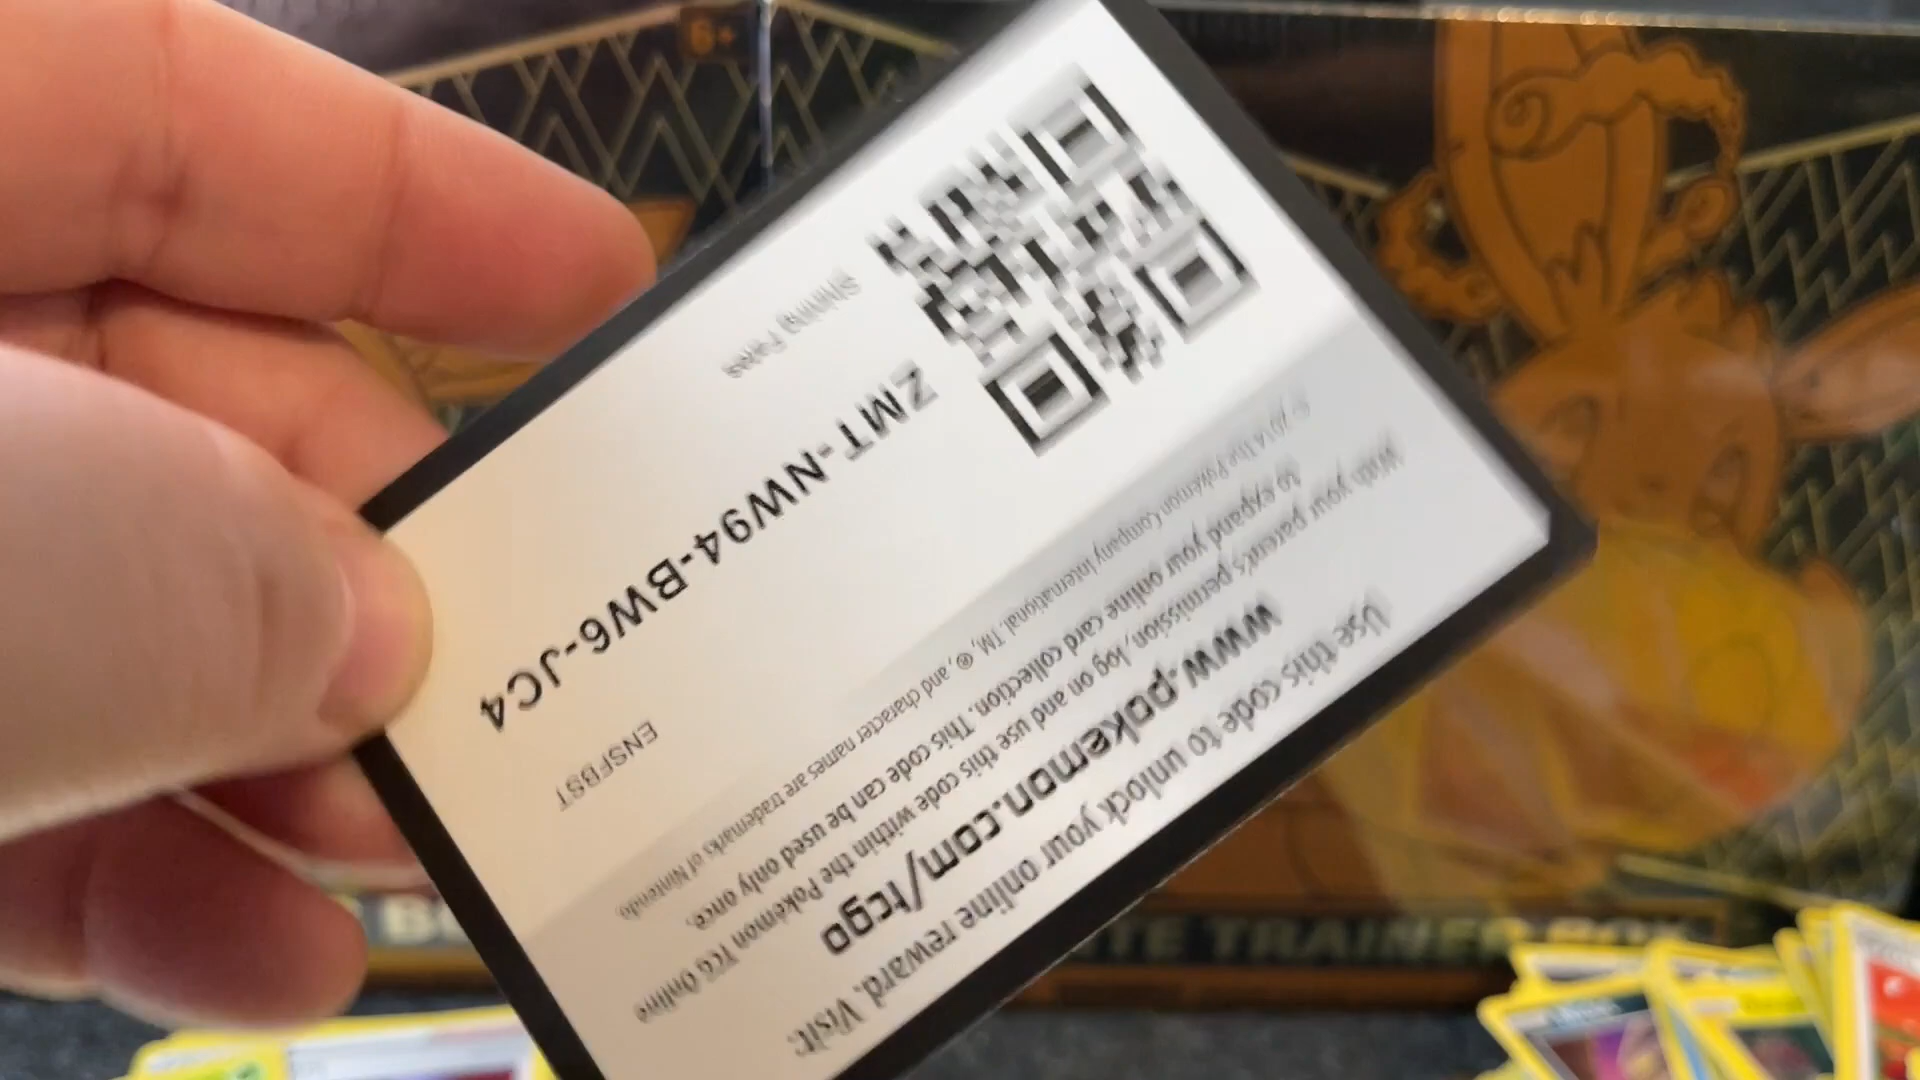 Use this code to unlock your online reward. Visit:
www.pokemon.com/tcgo
With your parent's permission, log on and use this code within the Pokémon TCG Online
to expand your online card collection. This code can be used only once.
© 2014 The Pokémon Company International. TM, ®, and character names are trademarks of Nintendo.
ENSFBST
ZMT-NW94-BW6-JC4
Shining Fates
6+
TRAINER BOX